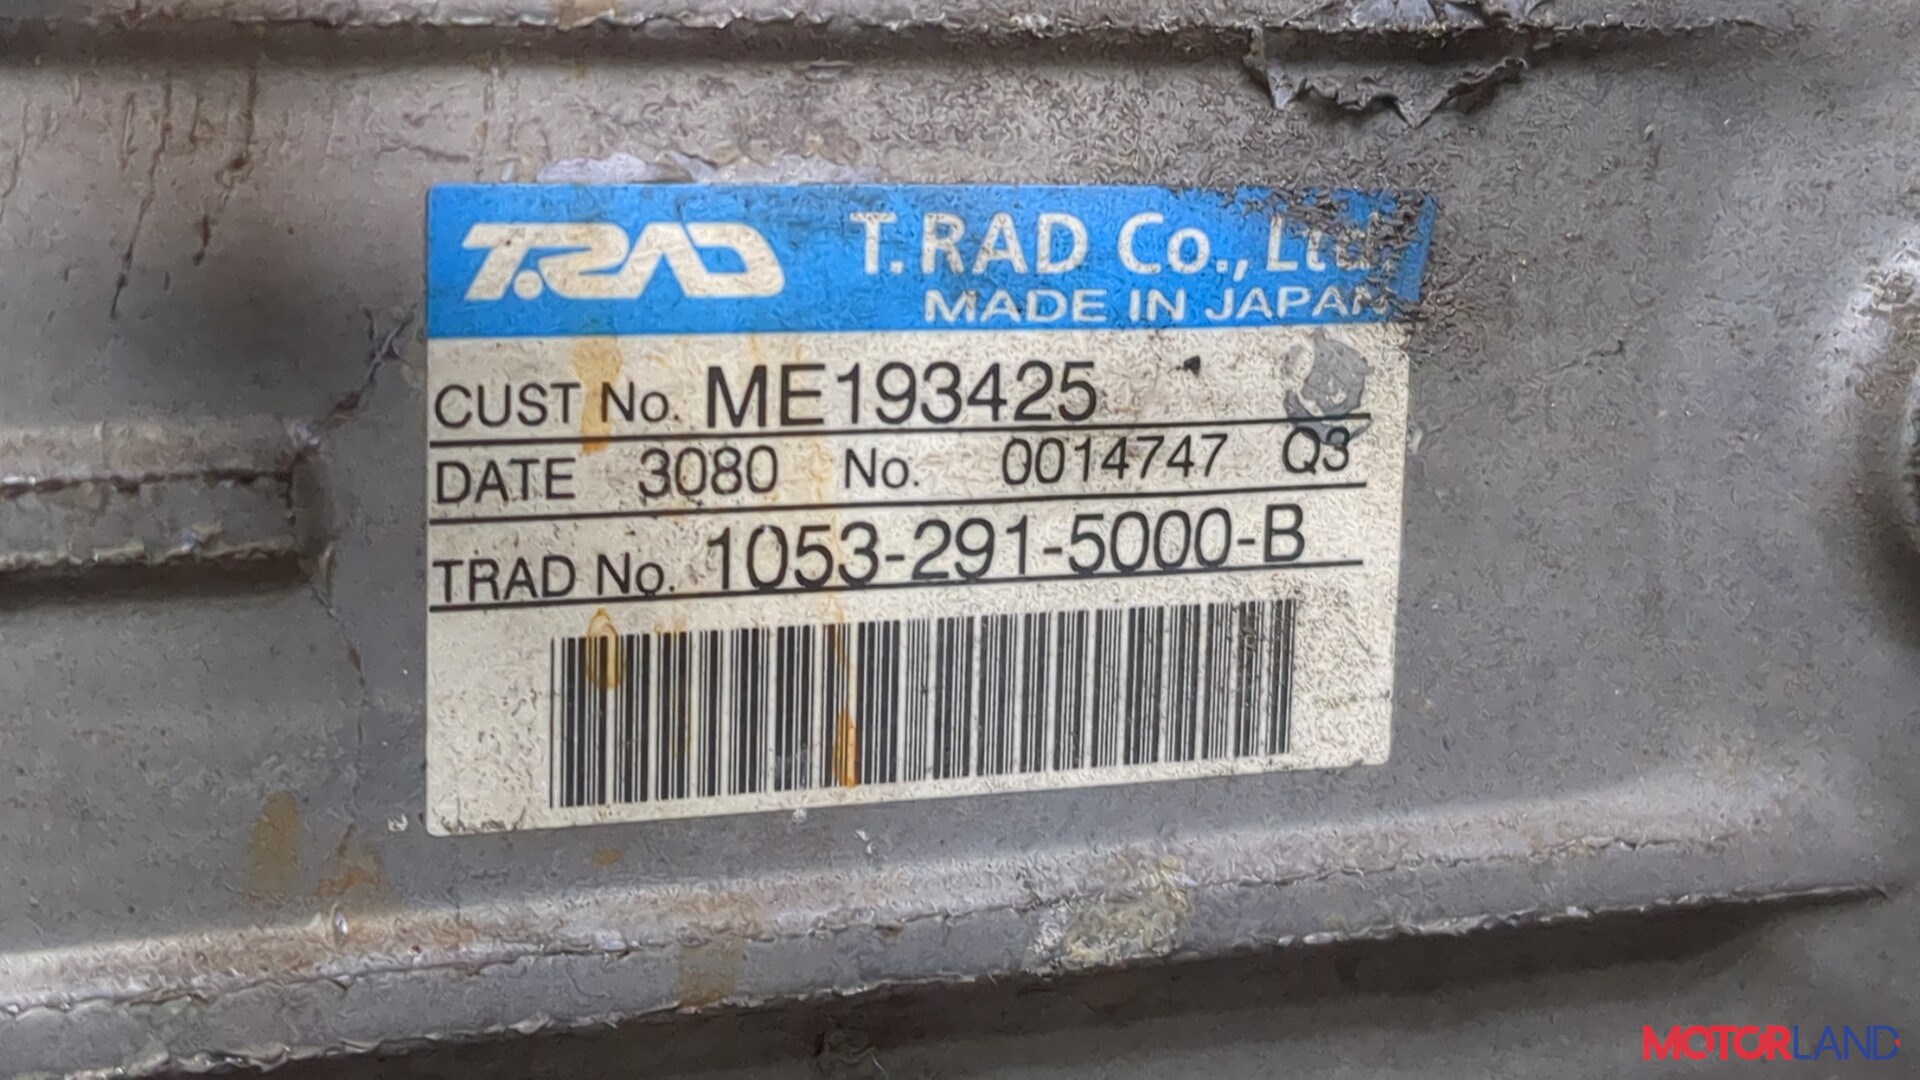 T.RAD T.RAD Co., Ltd.
MADE IN JAPAN
CUST No. ME193425
DATE 3080 No. 0014747 Q3
TRAD No. 1053-291-5000-B
MOTORLAND